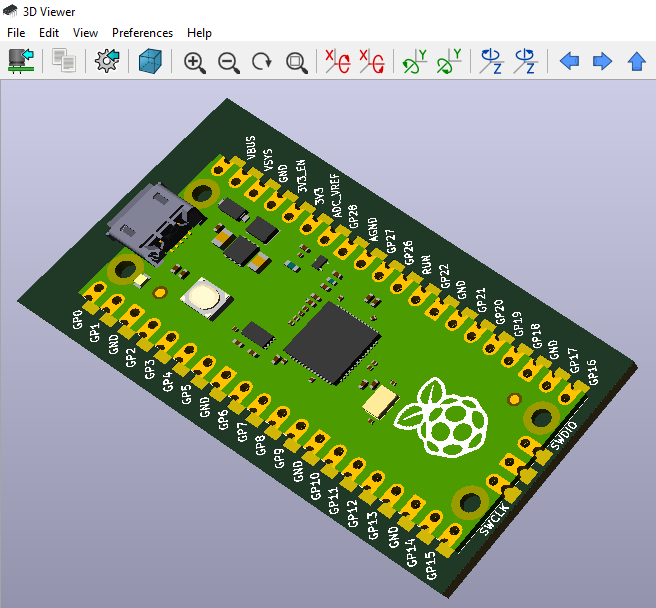 3D Viewer
File Edit View Preferences Help
X X Y Y Z Z
VBUS
VSYS
GND
3V3_EN
3V3
ADC_VREF
GP28
AGND
GP27
GP26
RUN
GP22
GND
GP21
GP20
GP19
GP18
GND
GP17
GP16
GP0
GP1
GND
GP2
GP3
GP4
GP5
GND
GP6
GP7
GP8
GP9
GND
GP10
GP11
GP12
GP13
GND
GP14
GP15
SWDIO
SWCLK